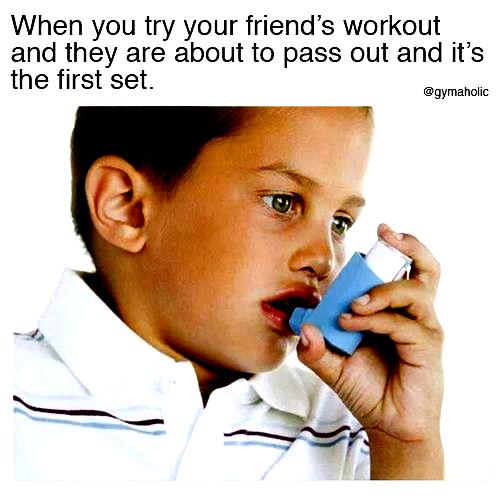 When you try your friend’s workout
and they are about to pass out and it’s
the first set.
@gymaholic